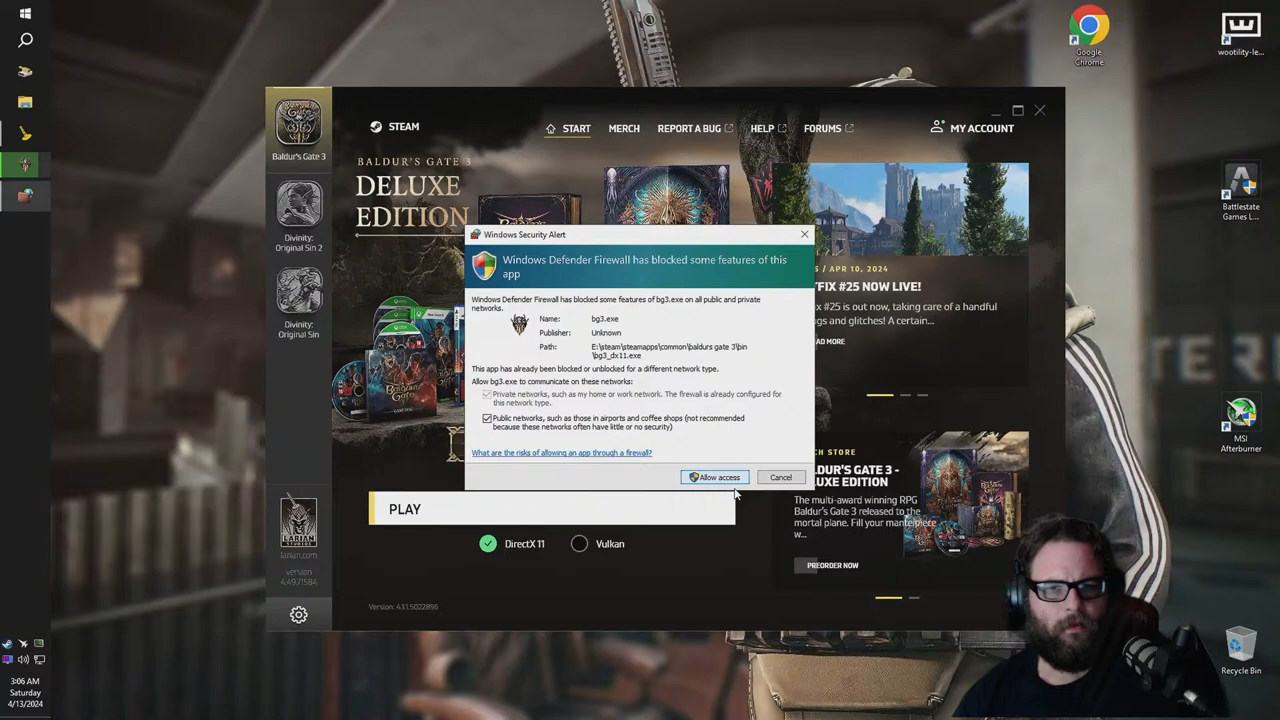 Google
Chrome
wootility-le...
Battlestate
Games L...
MSI
Afterburner
Recycle Bin
3:06 AM
Saturday
4/13/2024
Baldur's Gate 3
Divinity:
Original Sin 2
Divinity:
Original Sin
LARIAN
STUDIOS
larian.com
version
4.49.71584
STEAM
START
MERCH
REPORT A BUG
HELP
FORUMS
MY ACCOUNT
BALDUR'S GATE 3
DELUXE
EDITION
S / APR 10, 2024
TFIX #25 NOW LIVE!
fix #25 is out now, taking care of a handful
ngs and glitches! A certain...
AD MORE
CH STORE
LDUR'S GATE 3 -
LUXE EDITION
The multi-award winning RPG
Baldur's Gate 3 released to the
mortal plane. Fill your mantelpiece
w...
PREORDER NOW
Windows Security Alert
Windows Defender Firewall has blocked some features of this
app
Windows Defender Firewall has blocked some features of bg3.exe on all public and private
networks.
Name: bg3.exe
Publisher: Unknown
Path: E:\steam\steamapps\common\baldurs gate 3\bin
\bg3_dx11.exe
This app has already been blocked or unblocked for a different network type.
Allow bg3.exe to communicate on these networks:
Private networks, such as my home or work network. The firewall is already configured for
this network type.
Public networks, such as those in airports and coffee shops (not recommended
because these networks often have little or no security)
What are the risks of allowing an app through a firewall?
Allow access
Cancel
PLAY
DirectX 11
Vulkan
Version: 4.1.1.5022896